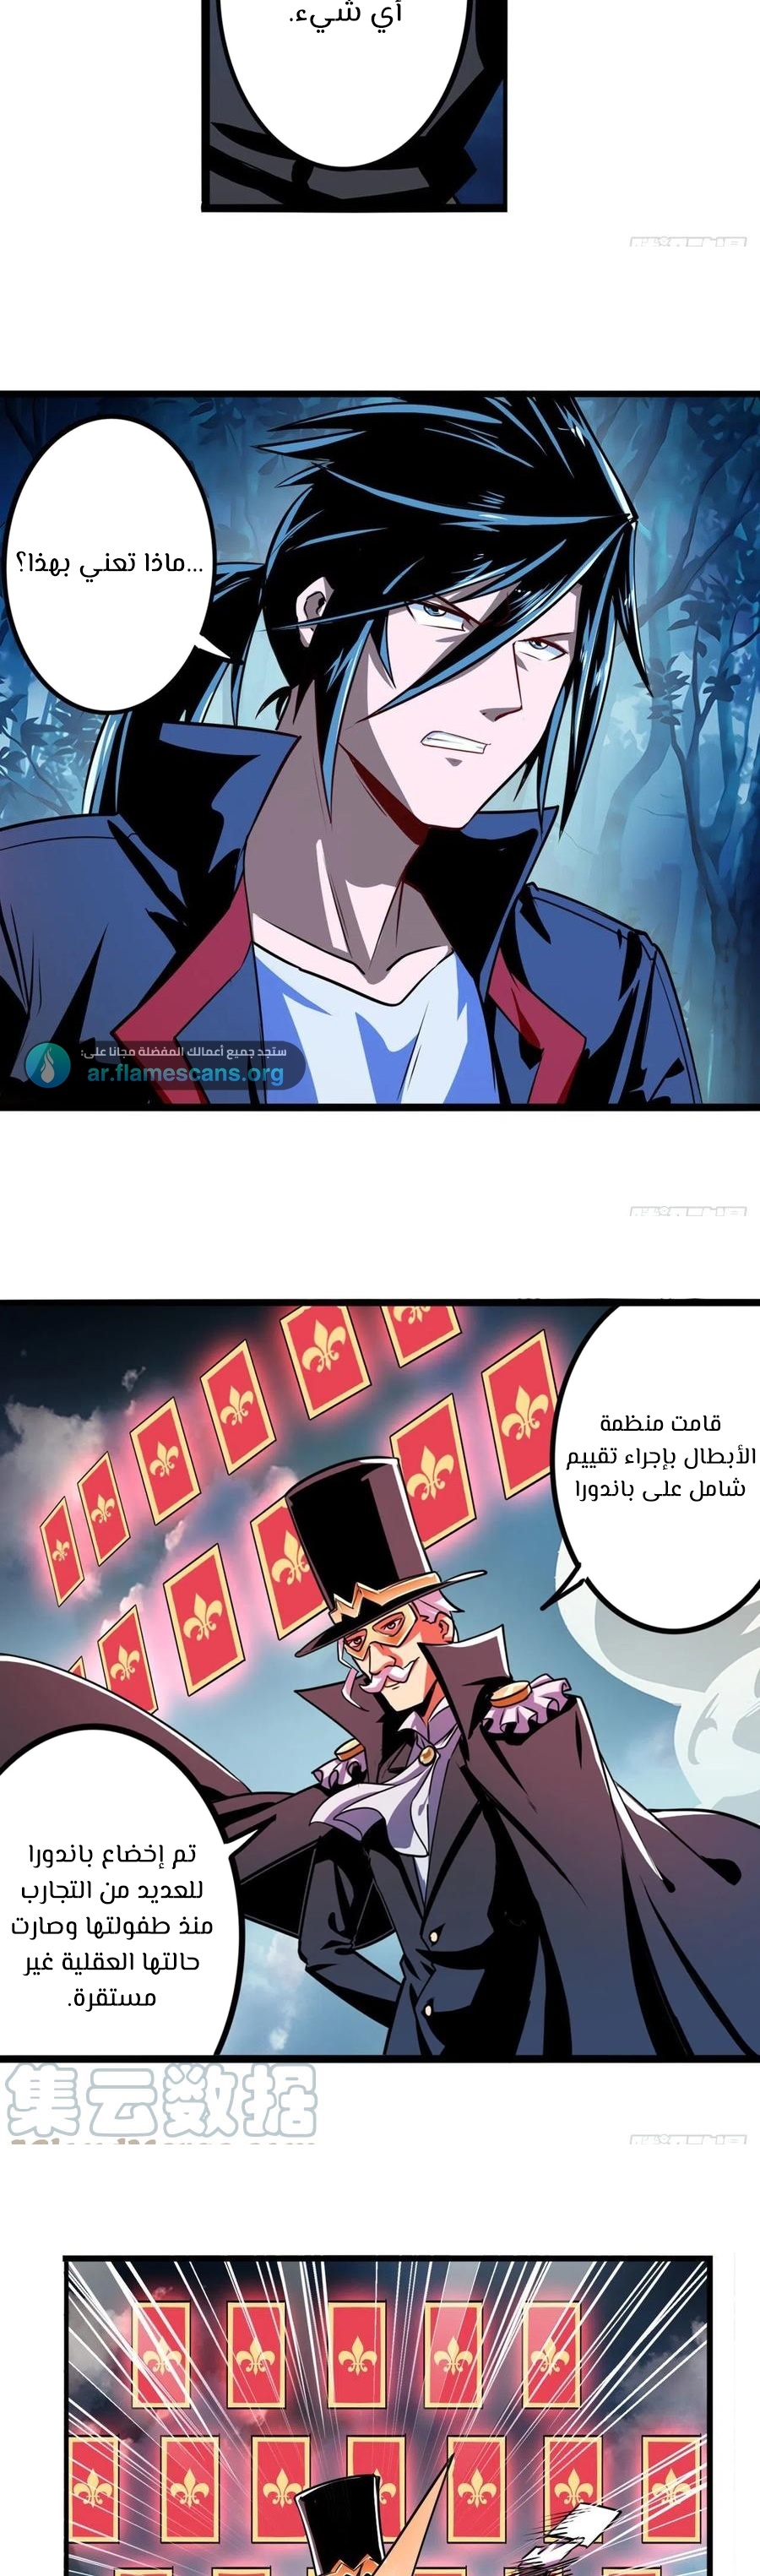 أي شيء.
...ماذا تعني بهذا؟
ستجد جميع أعمالك المفضلة مجانا على:
ar.flamescans.org
قامت منظمة
الأبطال بإجراء تقييم
شامل على باندورا
تم إخضاع باندورا
للعديد من التجارب
منذ طفولتها وصارت
حالتها العقلية غير
مستقرة.
集云数据